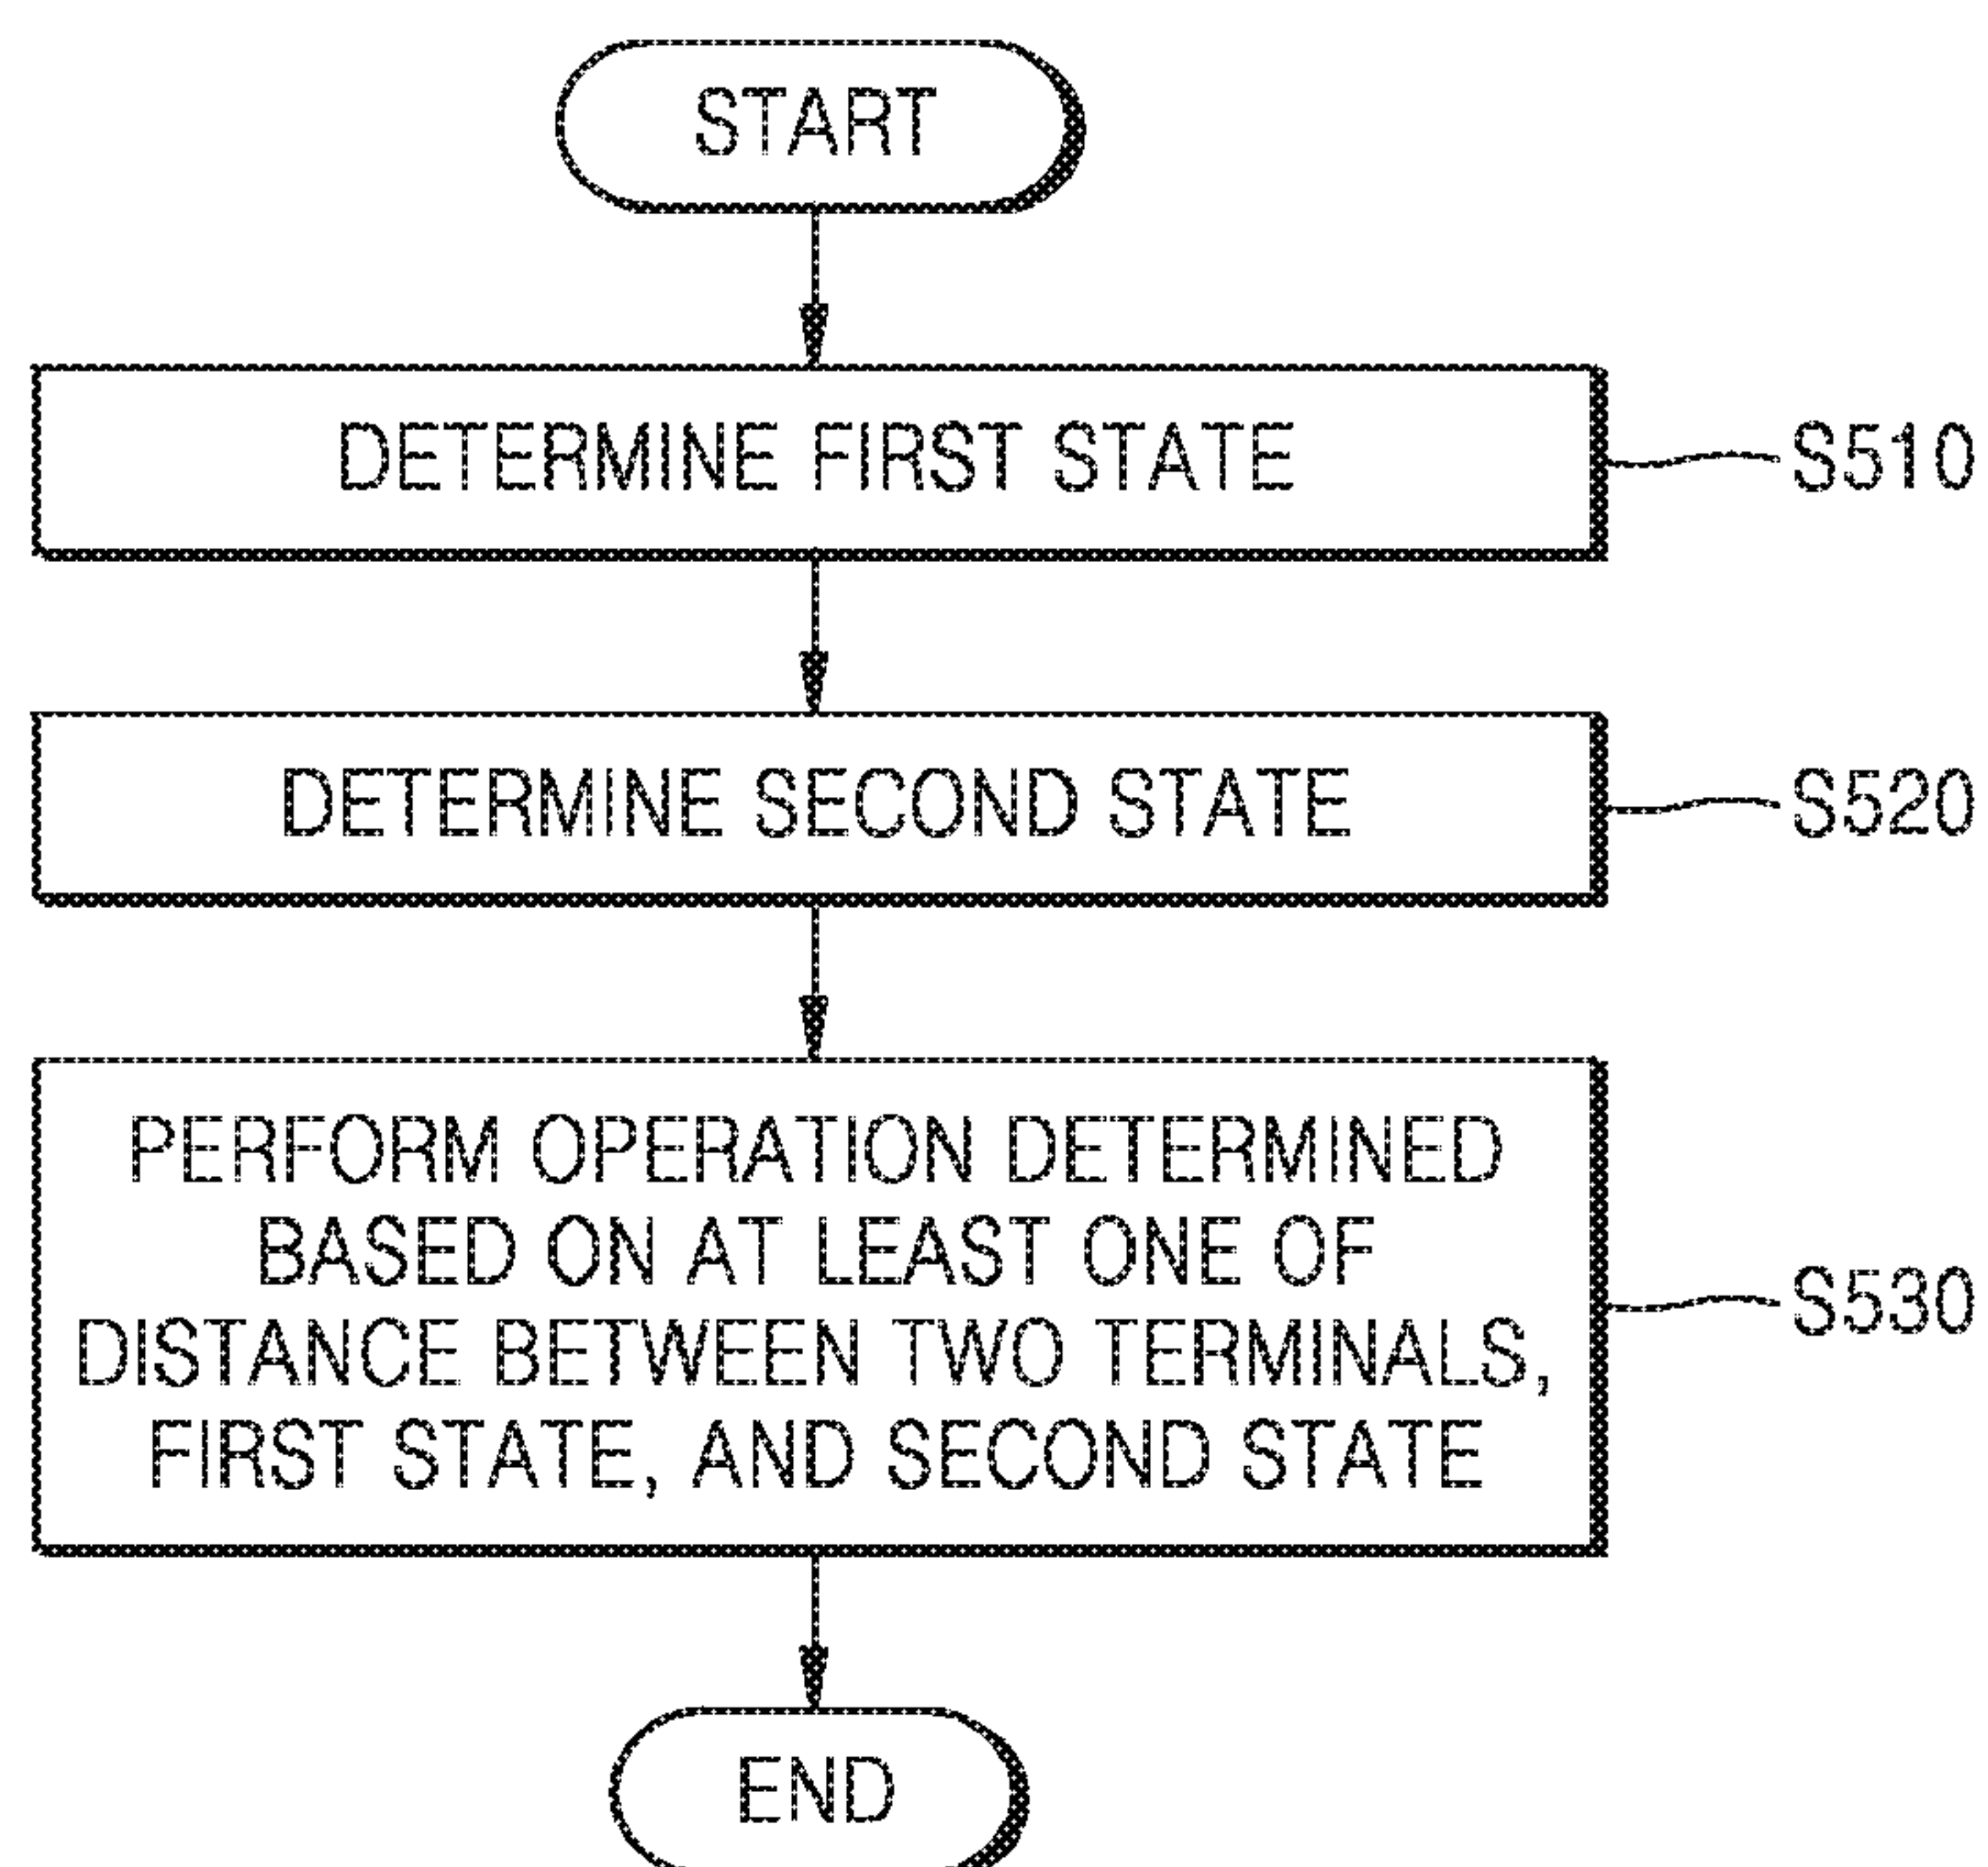 START
DETERMINE FIRST STATE
S510
DETERMINE SECOND STATE
S520
PERFORM OPERATION DETERMINED
BASED ON AT LEAST ONE OF
DISTANCE BETWEEN TWO TERMINALS,
FIRST STATE, AND SECOND STATE
S530
END